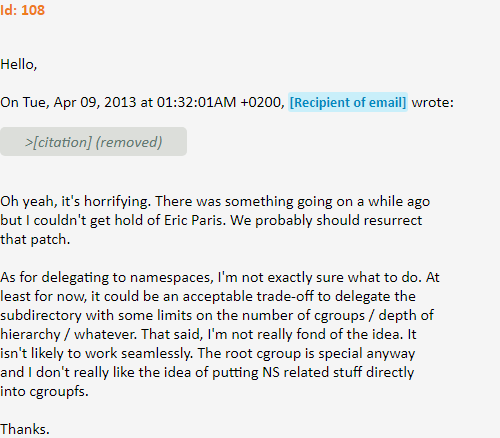 Id: 108
Hello,
On Tue, Apr 09, 2013 at 01:32:01AM +0200, [Recipient of email] wrote:
>[citation] (removed)
Oh yeah, it's horrifying. There was something going on a while ago
but I couldn't get hold of Eric Paris. We probably should resurrect
that patch.
As for delegating to namespaces, I'm not exactly sure what to do. At
least for now, it could be an acceptable trade-off to delegate the
subdirectory with some limits on the number of cgroups / depth of
hierarchy / whatever. That said, I'm not really fond of the idea. It
isn't likely to work seamlessly. The root cgroup is special anyway
and I don't really like the idea of putting NS related stuff directly
into cgroupfs.
Thanks.